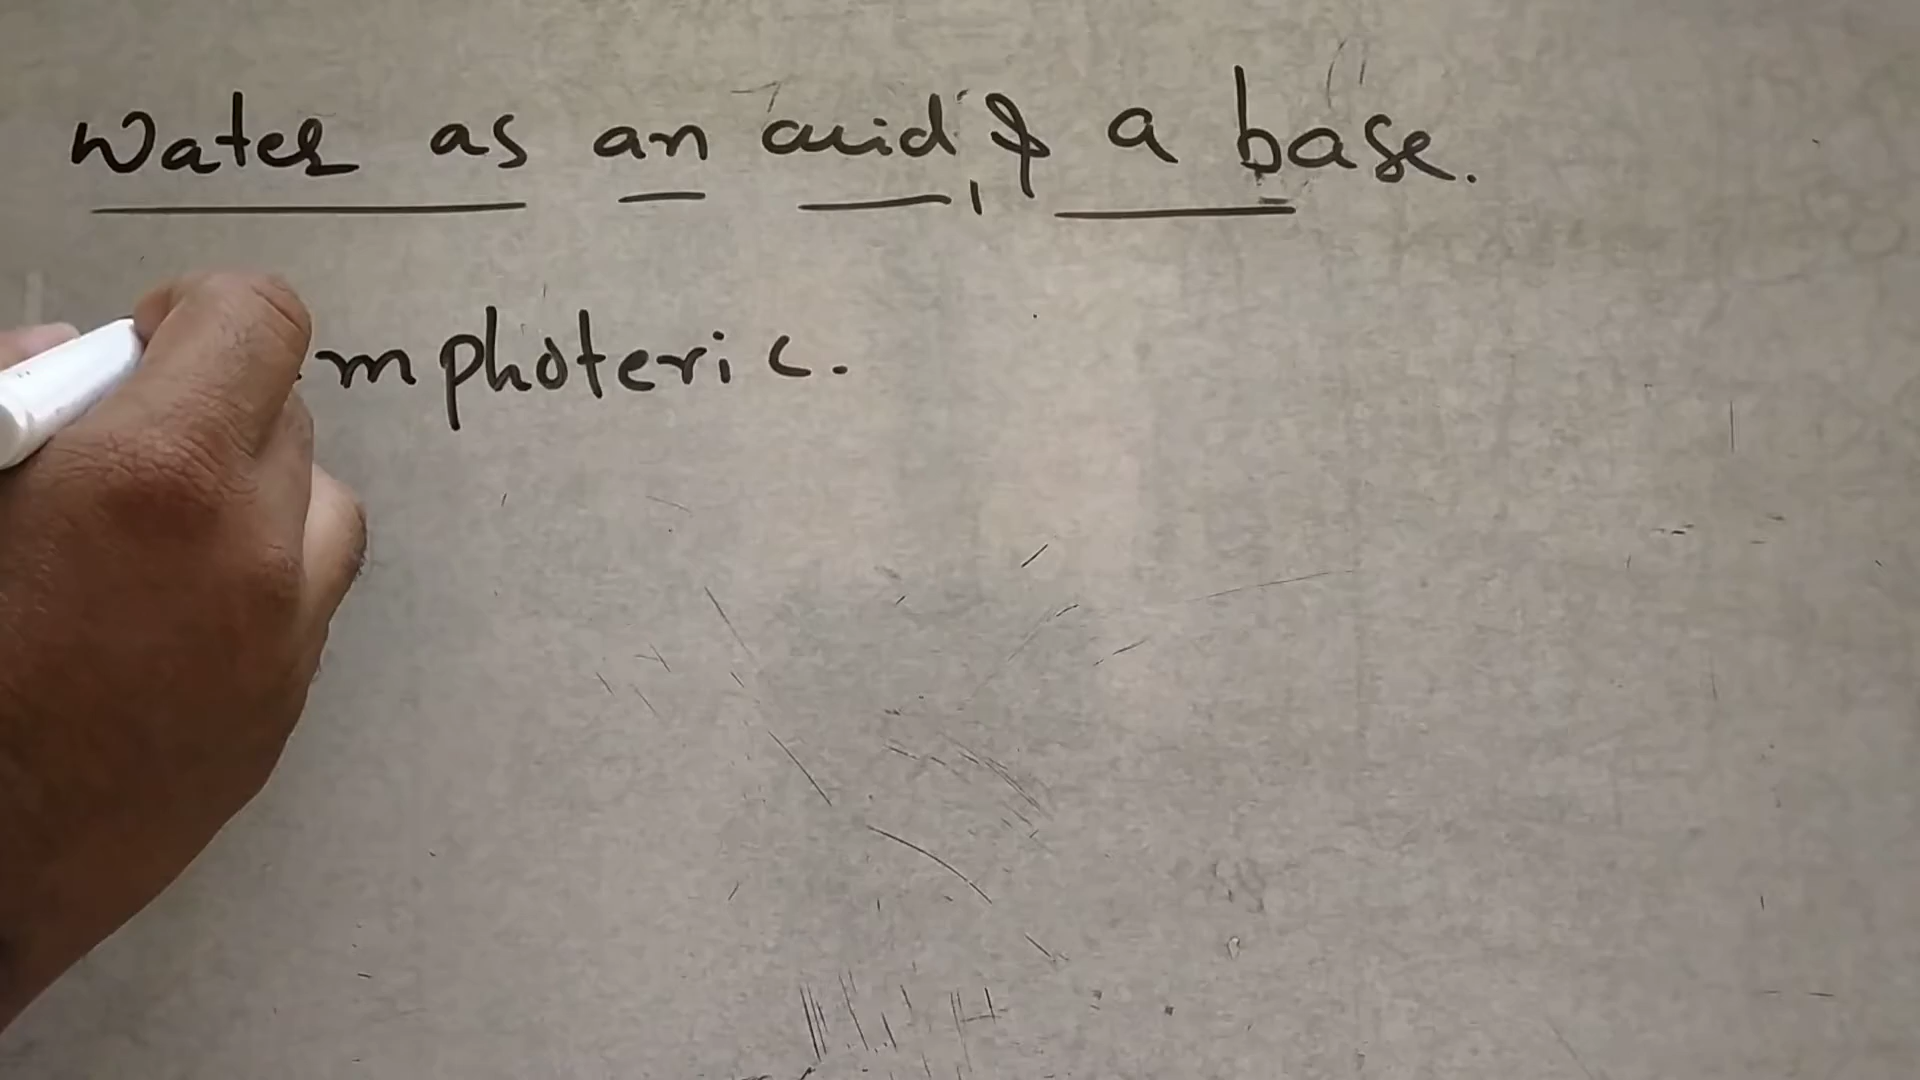 Water as an acid & a base.
mphoteric.